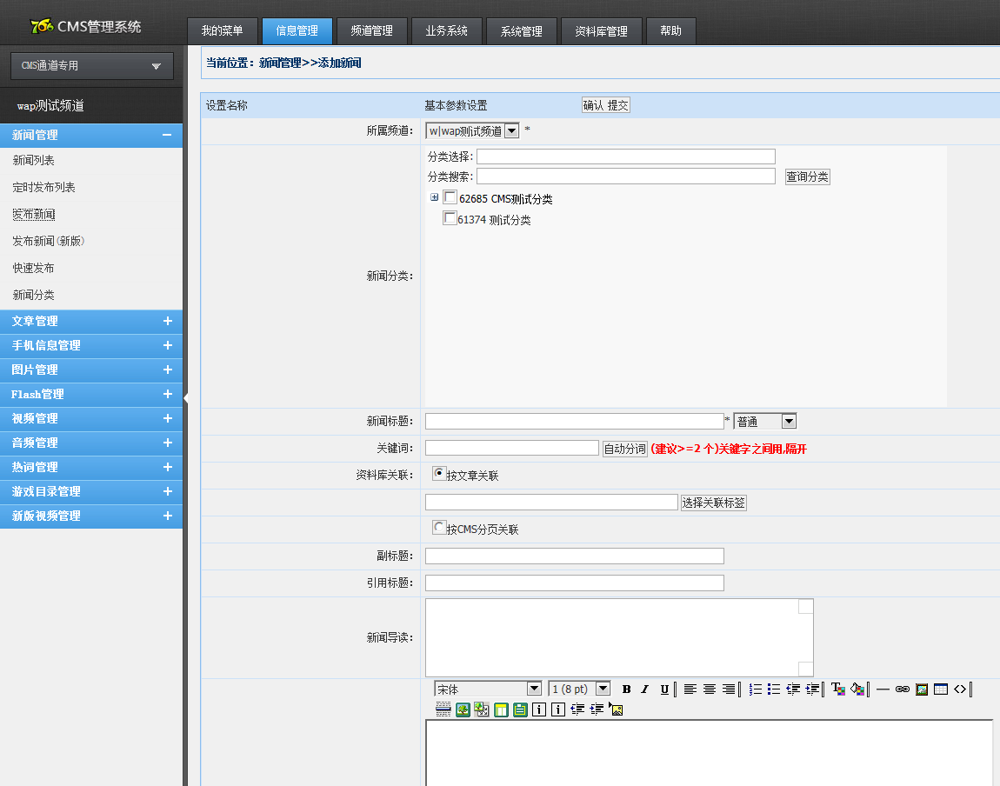 766 CMS管理系统
我的菜单 信息管理 频道管理 业务系统 系统管理 资料库管理 帮助
CMS通道专用
wap测试频道
新闻管理
新闻列表
定时发布列表
发布新闻
发布新闻(新版)
快速发布
新闻分类
文章管理
手机信息管理
图片管理
Flash管理
视频管理
音频管理
热词管理
游戏目录管理
新版视频管理
当前位置：新闻管理>>添加新闻
设置名称 基本参数设置 确认 提交
所属频道: w|wap测试频道 *
分类选择:
分类搜索: 查询分类
62685 CMS测试分类
61374 测试分类
新闻分类:
新闻标题: * 普通
关键词: 自动分词 (建议>=2 个)关键字之间用,隔开
资料库关联: 按文章关联
选择关联标签
按CMS分页关联
副标题:
引用标题:
新闻导读:
宋体 1 (8 pt) B I U